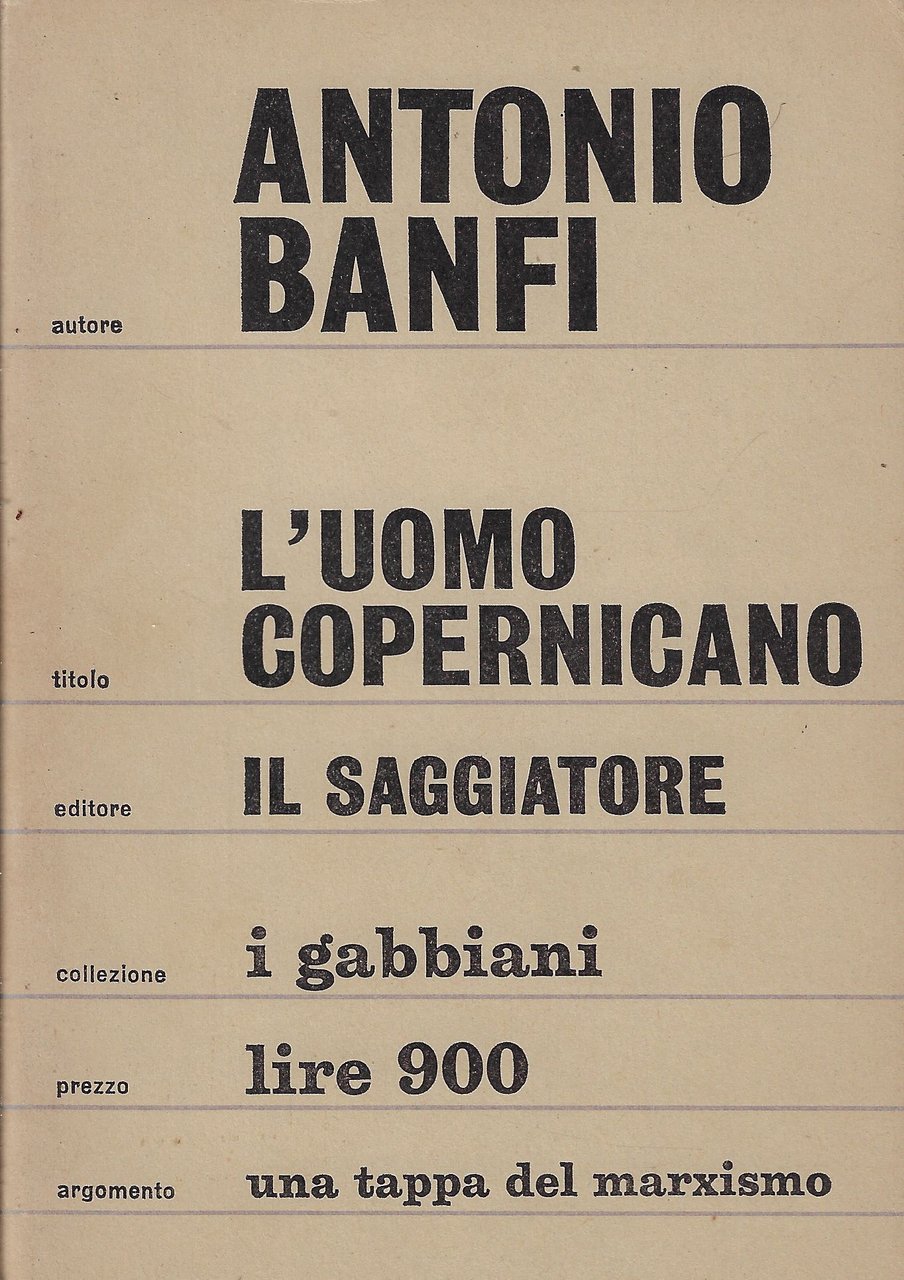 ANTONIO
autore BANFI
L'UOMO
titolo COPERNICANO
editore IL SAGGIATORE
collezione i gabbiani
prezzo lire 900
argomento una tappa del marxismo